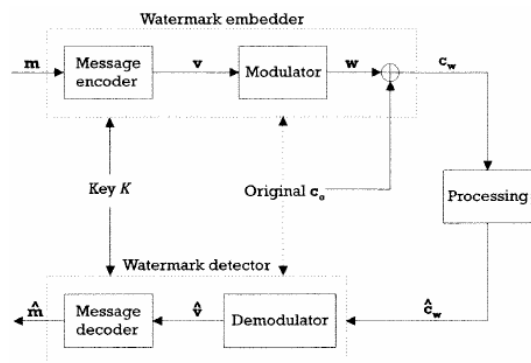 Watermark embedder
m
Message encoder
v
Modulator
w
c_w
Key K
Original c_o
Processing
Watermark detector
m̂
Message decoder
v̂
Demodulator
ĉ_w